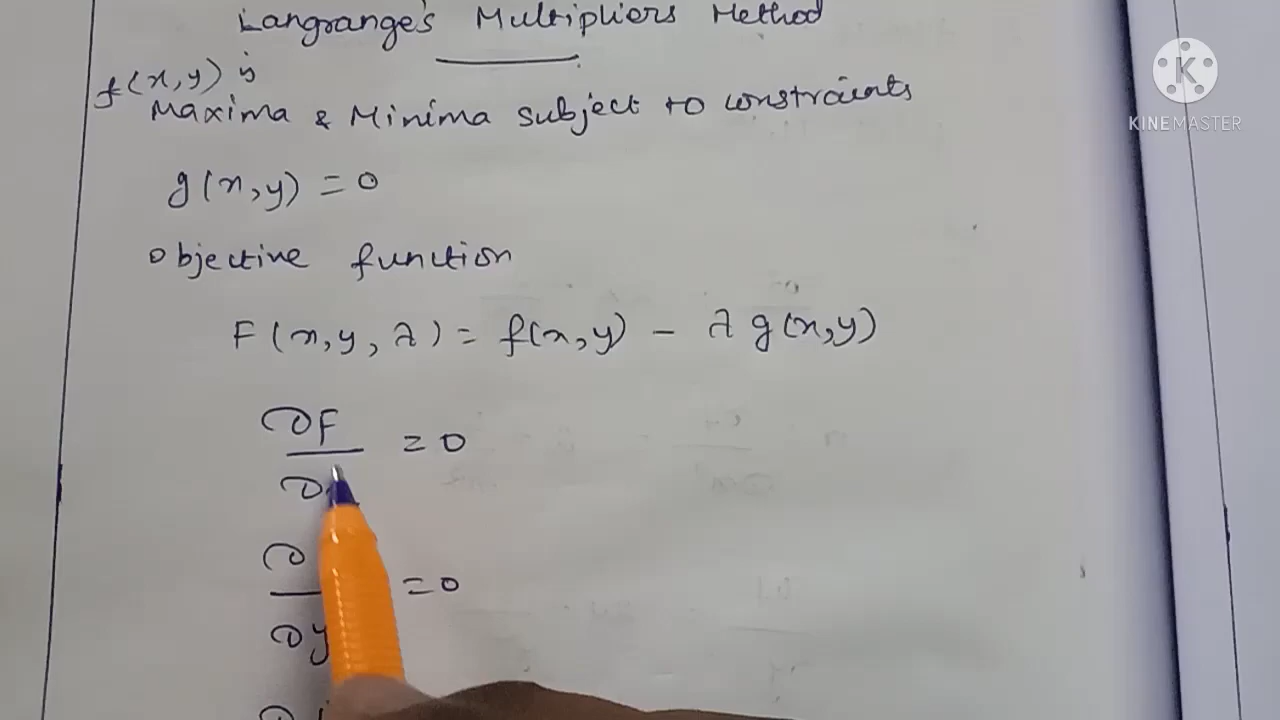 Langrange's Multipliers Method
f(x,y) is
Maxima & Minima subject to constraints
g(x,y) = 0
Objective function
F(x,y,λ) = f(x,y) - λ g(x,y)
∂F
= 0
∂
∂
= 0
∂y
K
KINEMASTER